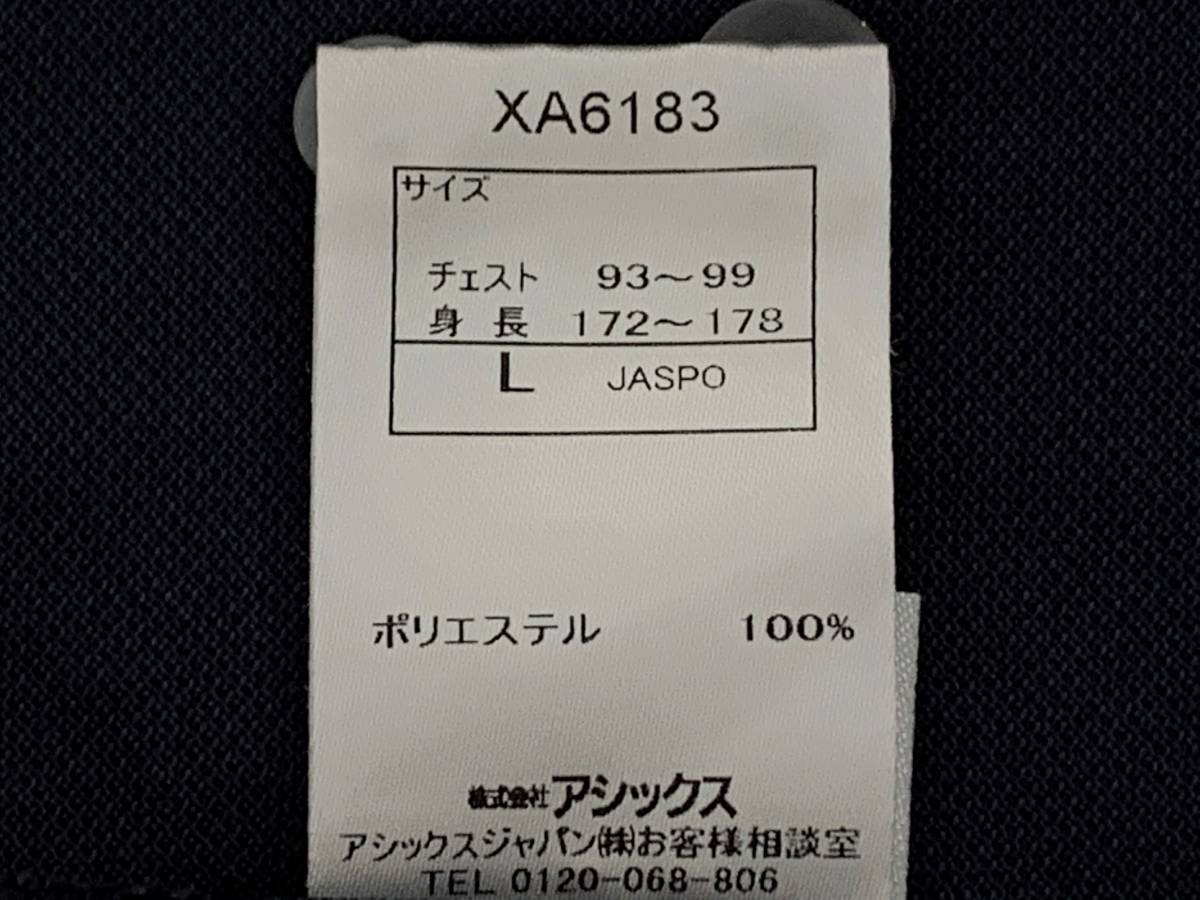 XA6183
サイズ
チェスト 93～99
身長 172～178
L JASPO
ポリエステル 100%
株式会社アシックス
アシックスジャパン㈱お客様相談室
TEL 0120-068-806